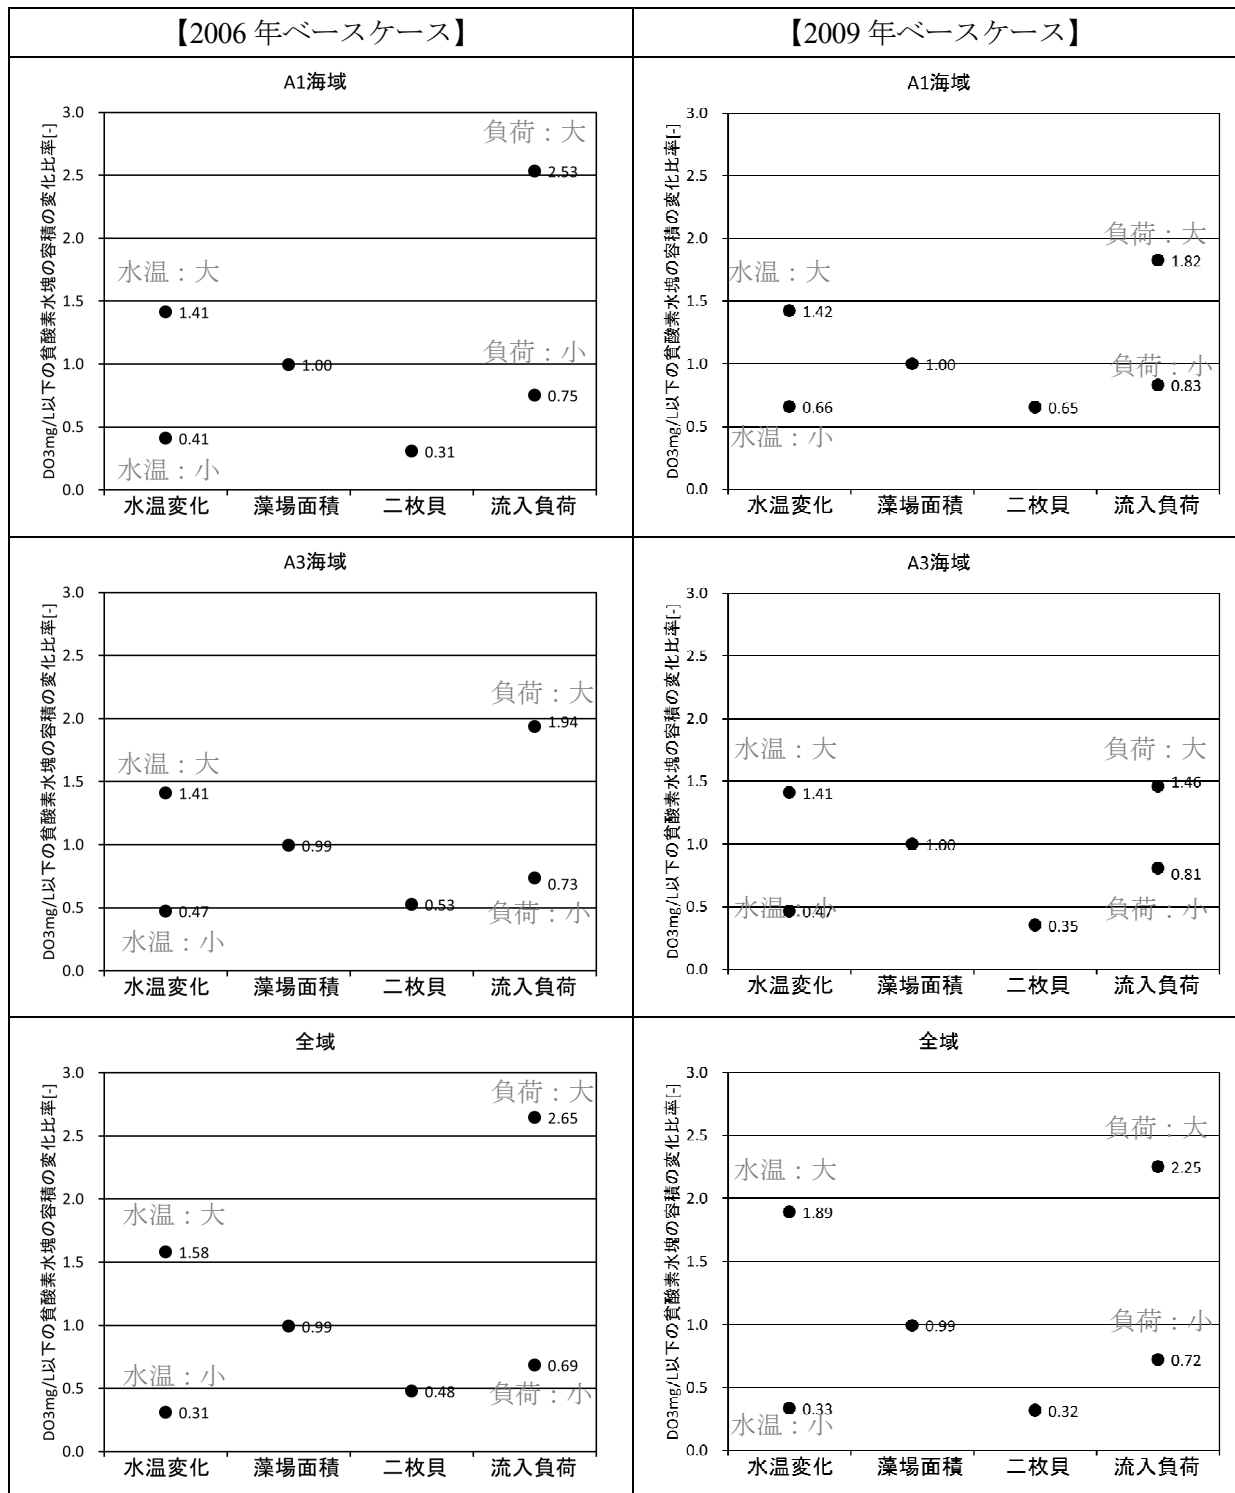 【2006 年ベースケース】
【2009 年ベースケース】
A1海域
DO3mg/L以下の貧酸素水塊の容積の変化比率[-]
3.0
2.5
2.0
1.5
1.0
0.5
0.0
負荷：大
2.53
水温：大
1.41
1.00
負荷：小
0.75
0.41
水温：小
0.31
水温変化 藻場面積 二枚貝 流入負荷
A1海域
DO3mg/L以下の貧酸素水塊の容積の変化比率[-]
3.0
2.5
2.0
1.5
1.0
0.5
0.0
負荷：大
1.82
水温：大
1.42
1.00
負荷：小
0.83
0.66
水温：小
0.65
水温変化 藻場面積 二枚貝 流入負荷
A3海域
DO3mg/L以下の貧酸素水塊の容積の変化比率[-]
3.0
2.5
2.0
1.5
1.0
0.5
0.0
負荷：大
1.94
水温：大
1.41
0.99
0.73
負荷：小
0.47
水温：小
0.53
水温変化 藻場面積 二枚貝 流入負荷
A3海域
DO3mg/L以下の貧酸素水塊の容積の変化比率[-]
3.0
2.5
2.0
1.5
1.0
0.5
0.0
水温：大
負荷：大
1.41
1.46
1.00
0.81
水温：小
0.47
負荷：小
0.35
水温変化 藻場面積 二枚貝 流入負荷
全域
DO3mg/L以下の貧酸素水塊の容積の変化比率[-]
3.0
2.5
2.0
1.5
1.0
0.5
0.0
負荷：大
2.65
水温：大
1.58
0.99
水温：小
0.31
0.69
負荷：小
0.48
水温変化 藻場面積 二枚貝 流入負荷
全域
DO3mg/L以下の貧酸素水塊の容積の変化比率[-]
3.0
2.5
2.0
1.5
1.0
0.5
0.0
負荷：大
2.25
水温：大
1.89
0.99
負荷：小
0.72
0.33
水温：小
0.32
水温変化 藻場面積 二枚貝 流入負荷